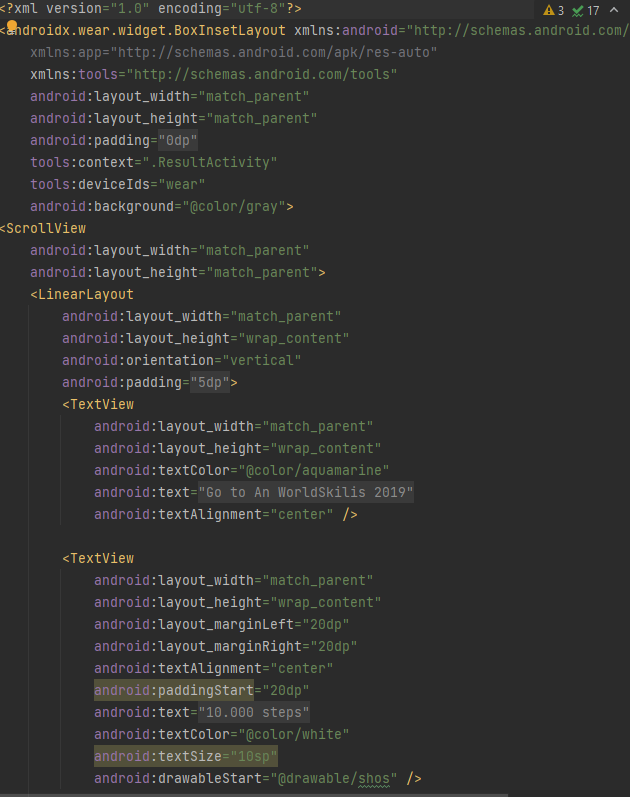 <?xml version="1.0" encoding="utf-8"?>
3 17
<androidx.wear.widget.BoxInsetLayout xmlns:android="http://schemas.android.com/
xmlns:app="http://schemas.android.com/apk/res-auto"
xmlns:tools="http://schemas.android.com/tools"
android:layout_width="match_parent"
android:layout_height="match_parent"
android:padding="0dp"
tools:context=".ResultActivity"
tools:deviceIds="wear"
android:background="@color/gray">
<ScrollView
android:layout_width="match_parent"
android:layout_height="match_parent">
<LinearLayout
android:layout_width="match_parent"
android:layout_height="wrap_content"
android:orientation="vertical"
android:padding="5dp">
<TextView
android:layout_width="match_parent"
android:layout_height="wrap_content"
android:textColor="@color/aquamarine"
android:text="Go to An WorldSkilis 2019"
android:textAlignment="center" />
<TextView
android:layout_width="match_parent"
android:layout_height="wrap_content"
android:layout_marginLeft="20dp"
android:layout_marginRight="20dp"
android:textAlignment="center"
android:paddingStart="20dp"
android:text="10.000 steps"
android:textColor="@color/white"
android:textSize="10sp"
android:drawableStart="@drawable/shos" />